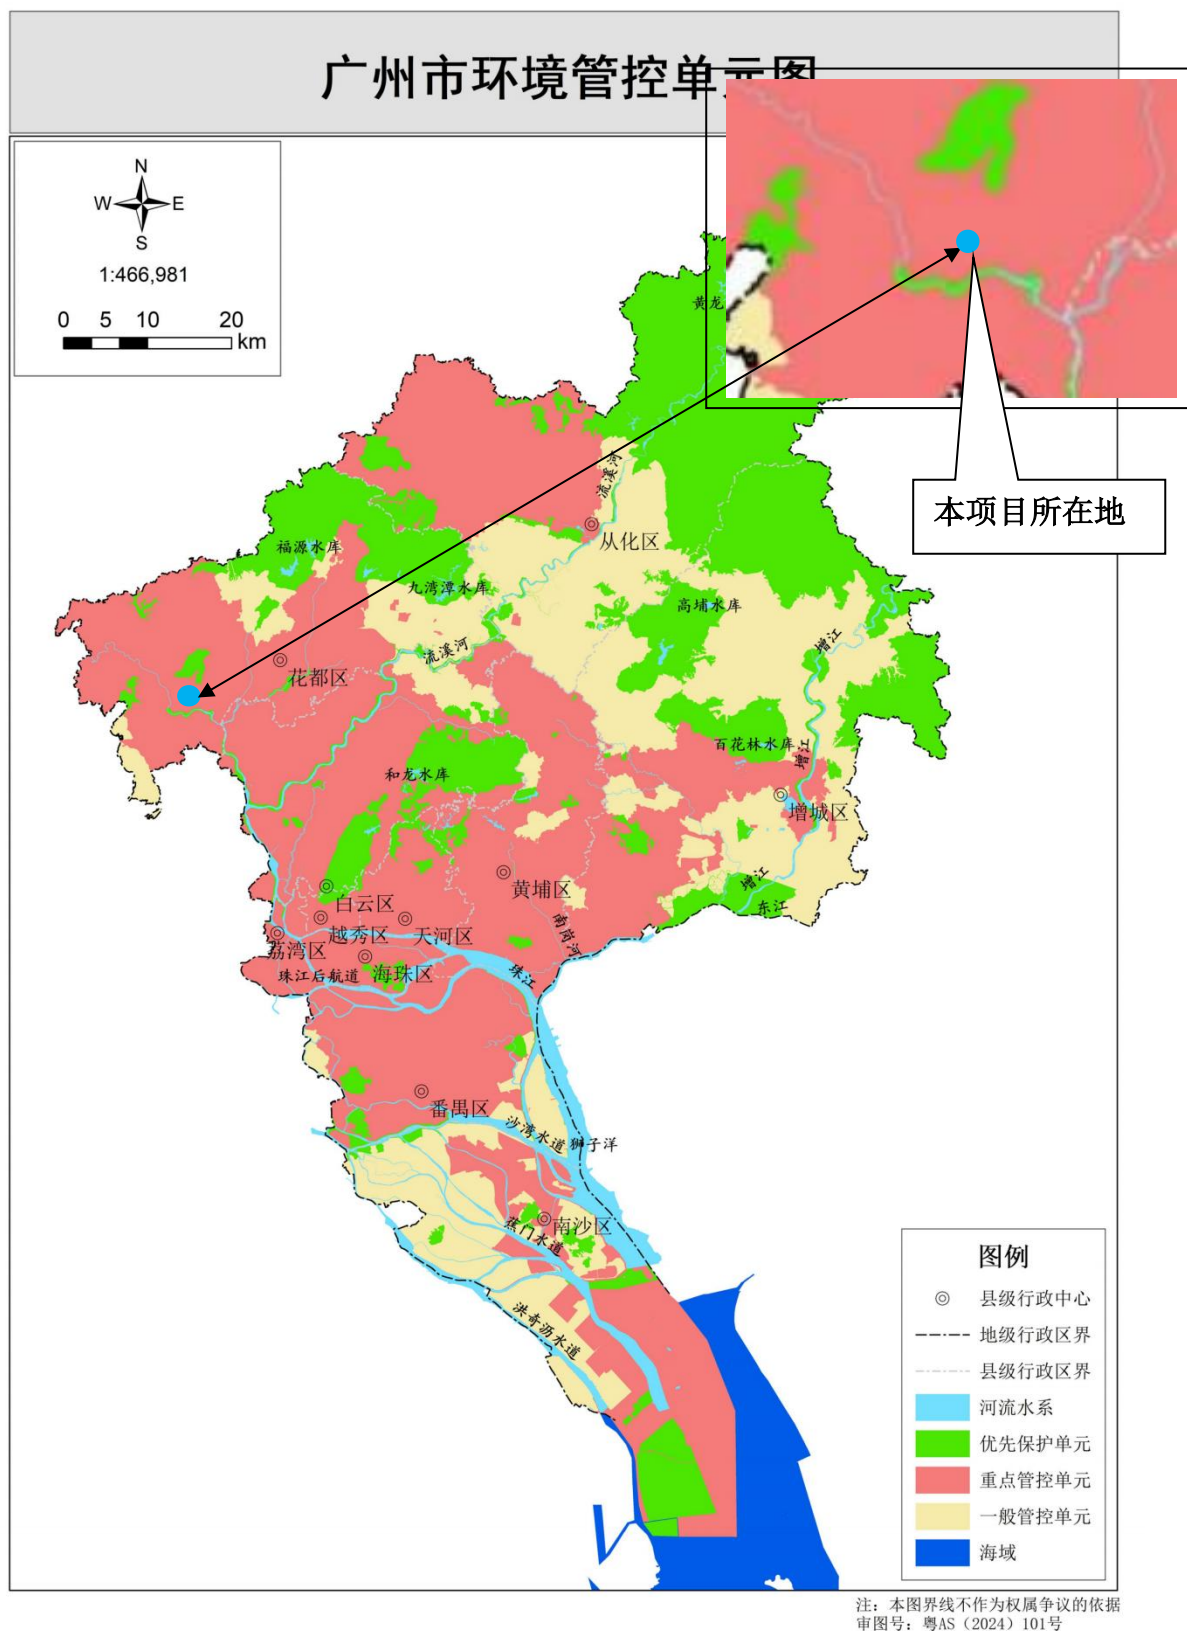 广州市环境管控单元图
N
W E
S
1:466,981
0 5 10 20
km
黄龙
本项目所在地
流溪河
从化区
福源水库
九湾潭水库
高埔水库
增江
流溪河
花都区
百花林水库
增江
和龙水库
增城区
黄埔区
增江
白云区
东江
越秀区
天河区
南岗河
荔湾区
海珠区
珠江
珠江后航道
番禺区
沙湾水道
狮子洋
南沙区
蕉门水道
洪奇沥水道
图例
县级行政中心
地级行政区界
县级行政区界
河流水系
优先保护单元
重点管控单元
一般管控单元
海域
注：本图界线不作为权属争议的依据
审图号：粤AS（2024）101号